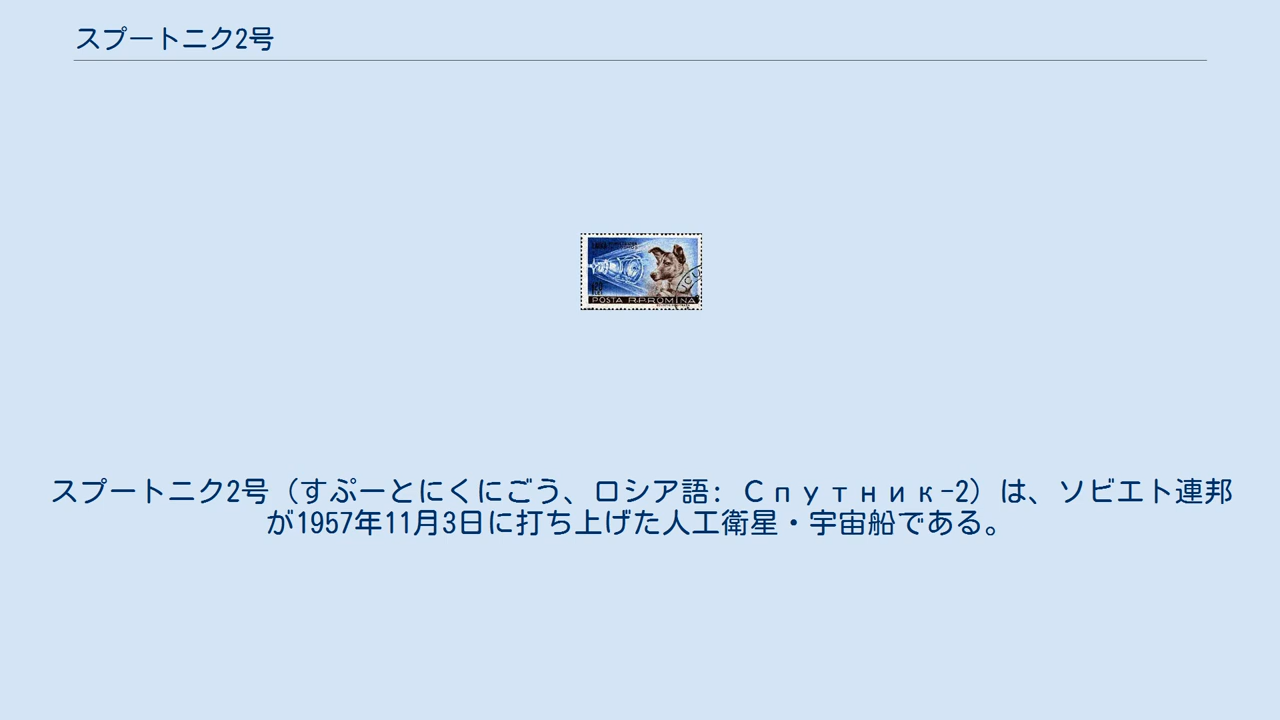 スプートニク2号
POSTA R.P.ROMINA
スプートニク2号（すぷーとにくにごう、ロシア語: Спутник-2）は、ソビエト連邦
が1957年11月3日に打ち上げた人工衛星・宇宙船である。